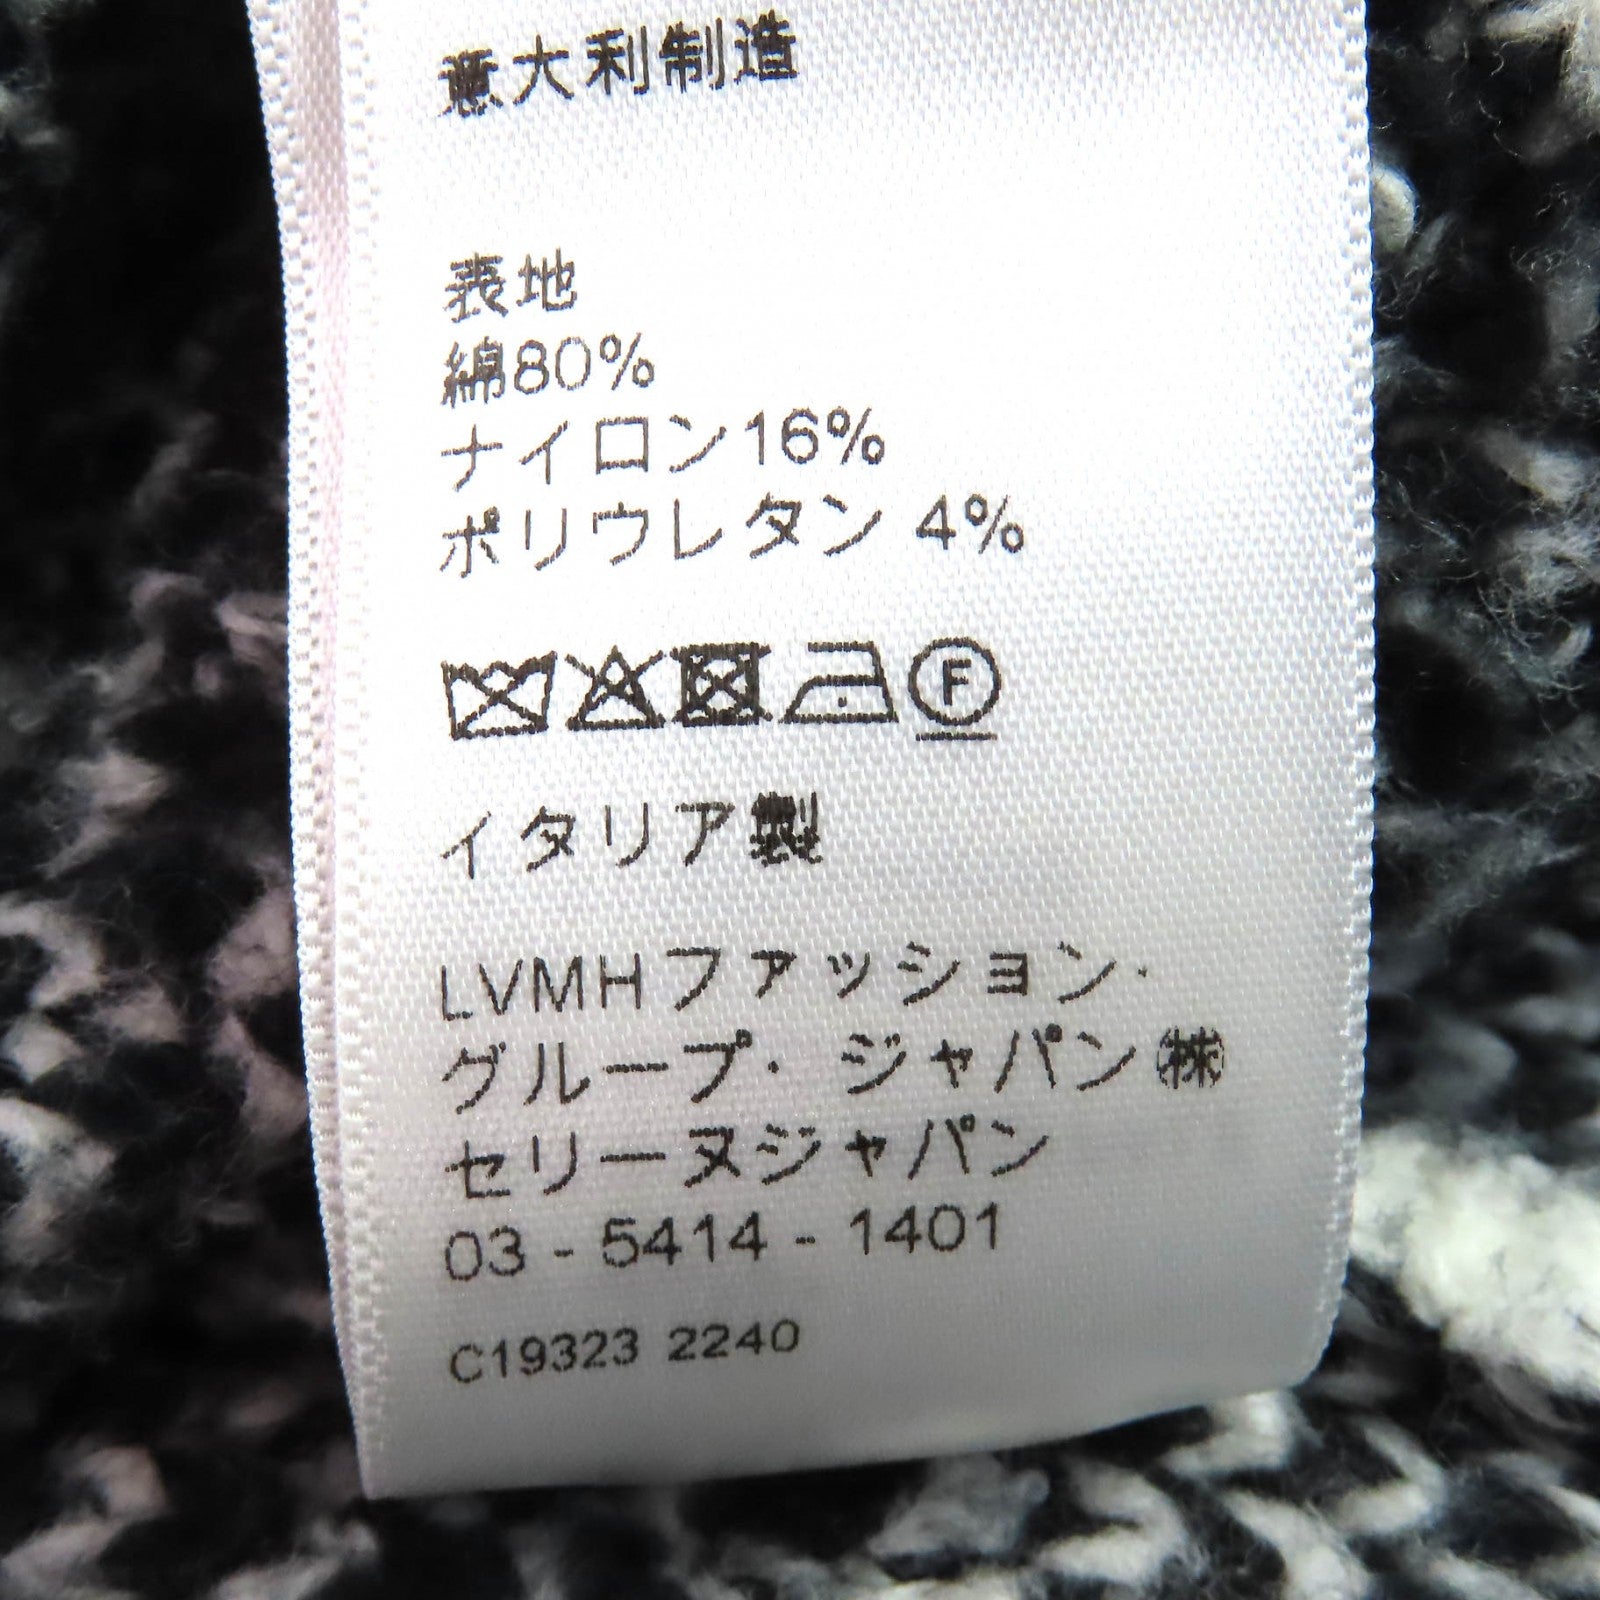 意大利制造
表地
綿80%
ナイロン16%
ポリウレタン 4%
F
イタリア製
LVMHファッション·
グループ· ジャパン㈱
セリーヌジャパン
03 - 5414 - 1401
C19323 2240